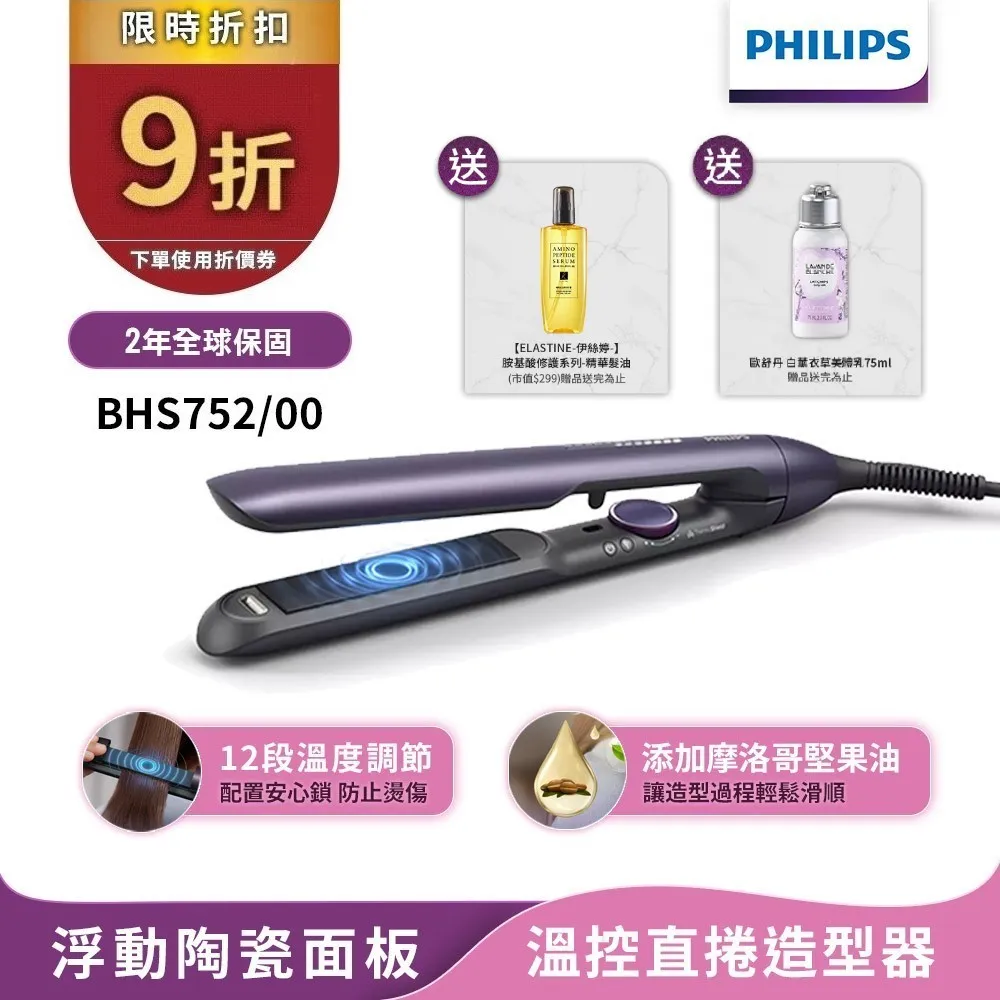 限時折扣
9折
下單使用折價券
PHILIPS
送
AMINO
PEPTIDE
SERUM
【ELASTINE-伊絲婷-】
胺基酸修護系列-精華髮油
(市值$299)贈品送完為止
送
LAVANDE
BLANCHE
歐舒丹 白薰衣草美體乳75ml
贈品送完為止
2年全球保固
BHS752/00
PHILIPS
12段溫度調節
配置安心鎖 防止燙傷
添加摩洛哥堅果油
讓造型過程輕鬆滑順
浮動陶瓷面板
溫控直捲造型器